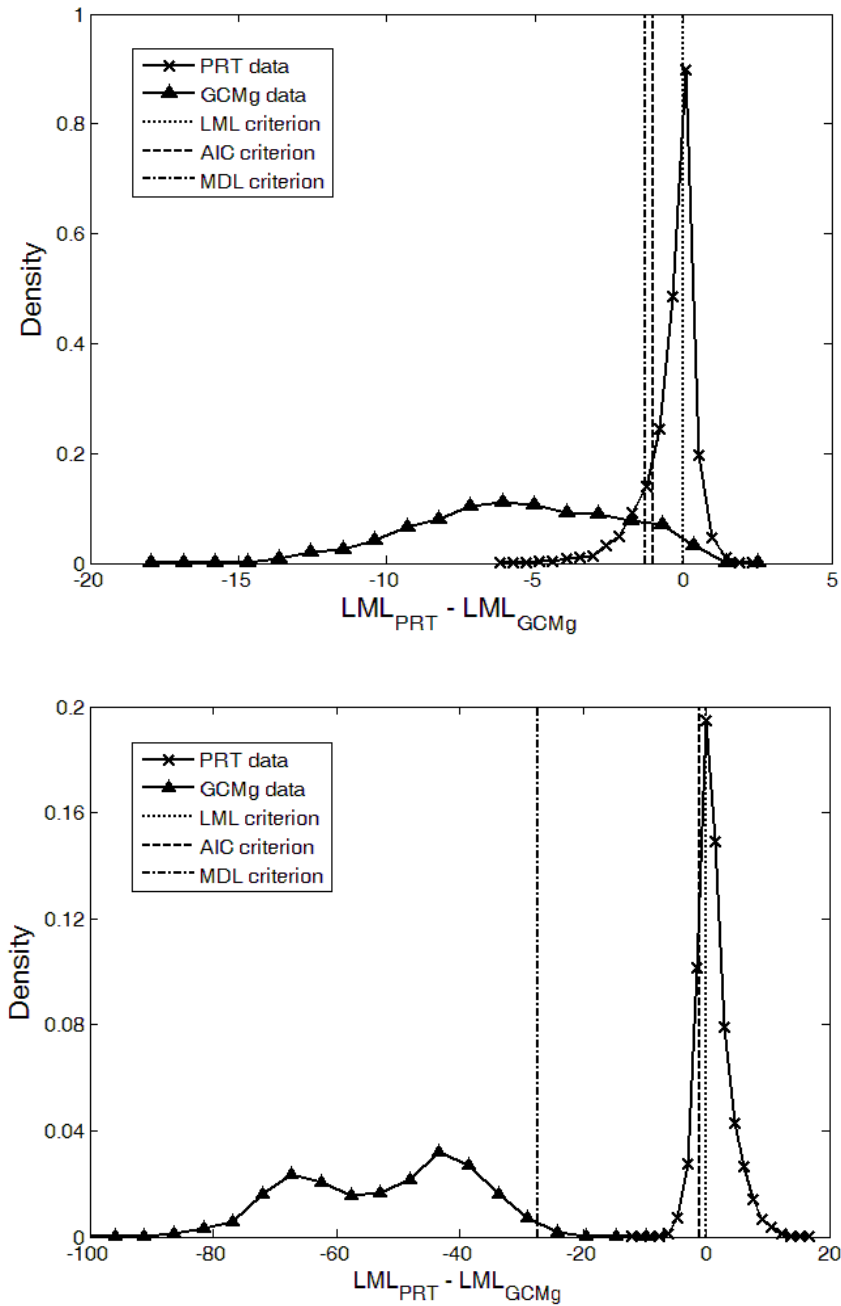 1
0.8
0.6
0.4
0.2
0
Density
PRT data
GCMg data
LML criterion
AIC criterion
MDL criterion
-20 -15 -10 -5 0 5
LML_PRT - LML_GCMg
0.2
0.16
0.12
0.08
0.04
0
Density
PRT data
GCMg data
LML criterion
AIC criterion
MDL criterion
-100 -80 -60 -40 -20 0 20
LML_PRT - LML_GCMg